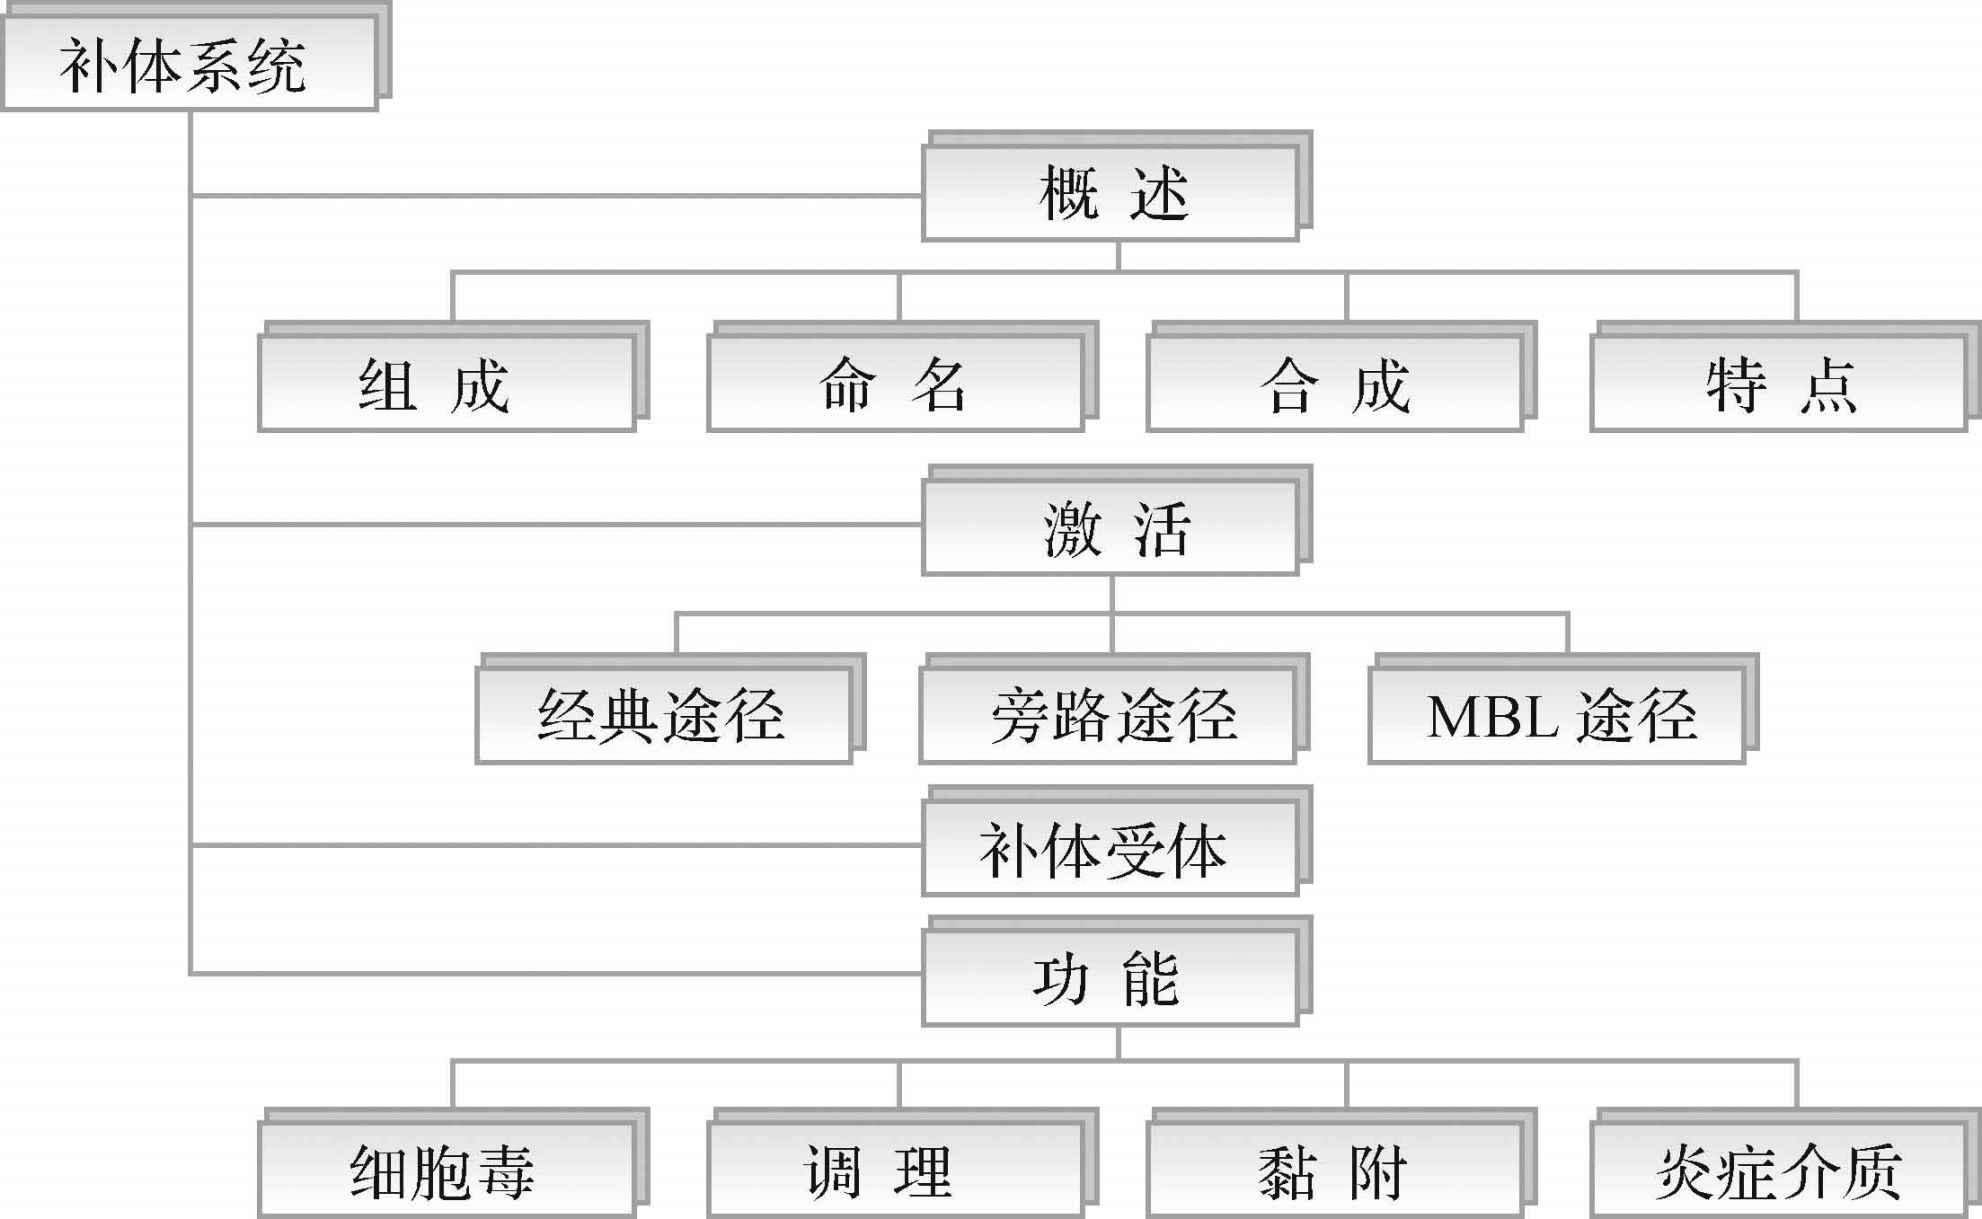 补体系统
概 述
组 成
命 名
合 成
特 点
激 活
经典途径
旁路途径
MBL 途径
补体受体
功 能
细胞毒
调 理
黏 附
炎症介质